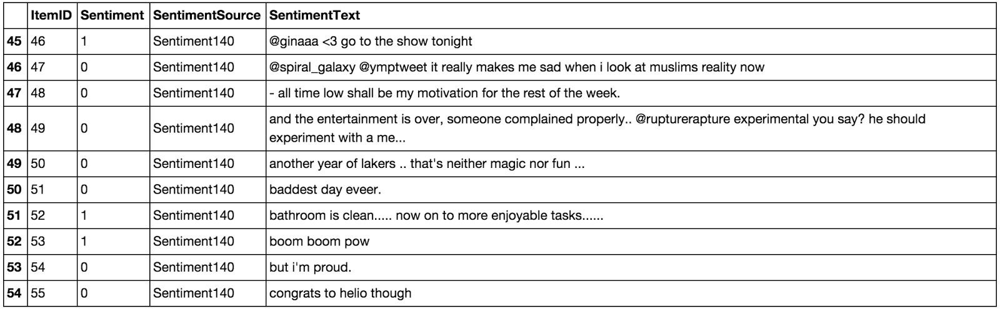 ItemID Sentiment SentimentSource SentimentText
45 46 1 Sentiment140 @ginaaa <3 go to the show tonight
46 47 0 Sentiment140 @spiral_galaxy @ymptweet it really makes me sad when i look at muslims reality now
47 48 0 Sentiment140 - all time low shall be my motivation for the rest of the week.
48 49 0 Sentiment140 and the entertainment is over, someone complained properly.. @rupturerapture experimental you say? he should
experiment with a me...
49 50 0 Sentiment140 another year of lakers .. that's neither magic nor fun ...
50 51 0 Sentiment140 baddest day eveer.
51 52 1 Sentiment140 bathroom is clean..... now on to more enjoyable tasks......
52 53 1 Sentiment140 boom boom pow
53 54 0 Sentiment140 but i'm proud.
54 55 0 Sentiment140 congrats to helio though